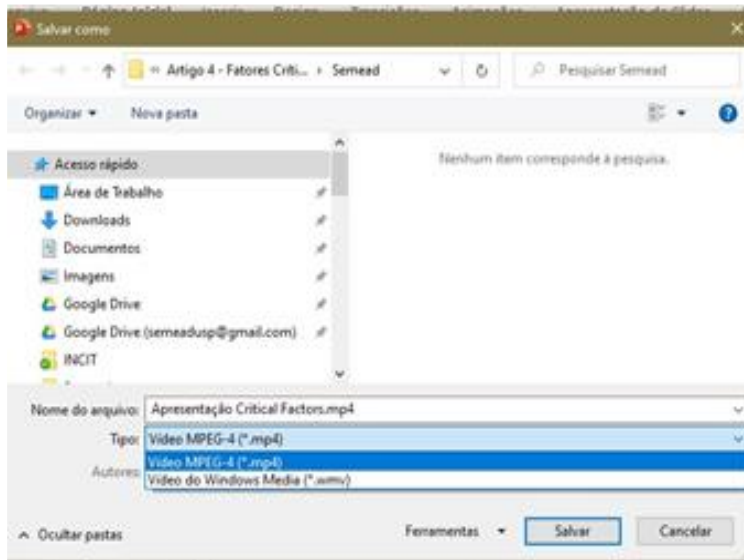 Salvar como
Artigo 4 - Fatores Criti... › Semead
Pesquisar Semead
Organizar
Nova pasta
Acesso rápido
Nenhum item corresponde à pesquisa.
Área de Trabalho
Downloads
Documentos
Imagens
Google Drive
Google Drive (semeadusp@gmail.com)
INCIT
Nome do arquivo: Apresentação Critical Factors.mp4
Tipo: Vídeo MPEG-4 (*.mp4)
Vídeo MPEG-4 (*.mp4)
Autores:
Vídeo do Windows Media (*.wmv)
Ocultar pastas
Ferramentas
Salvar
Cancelar